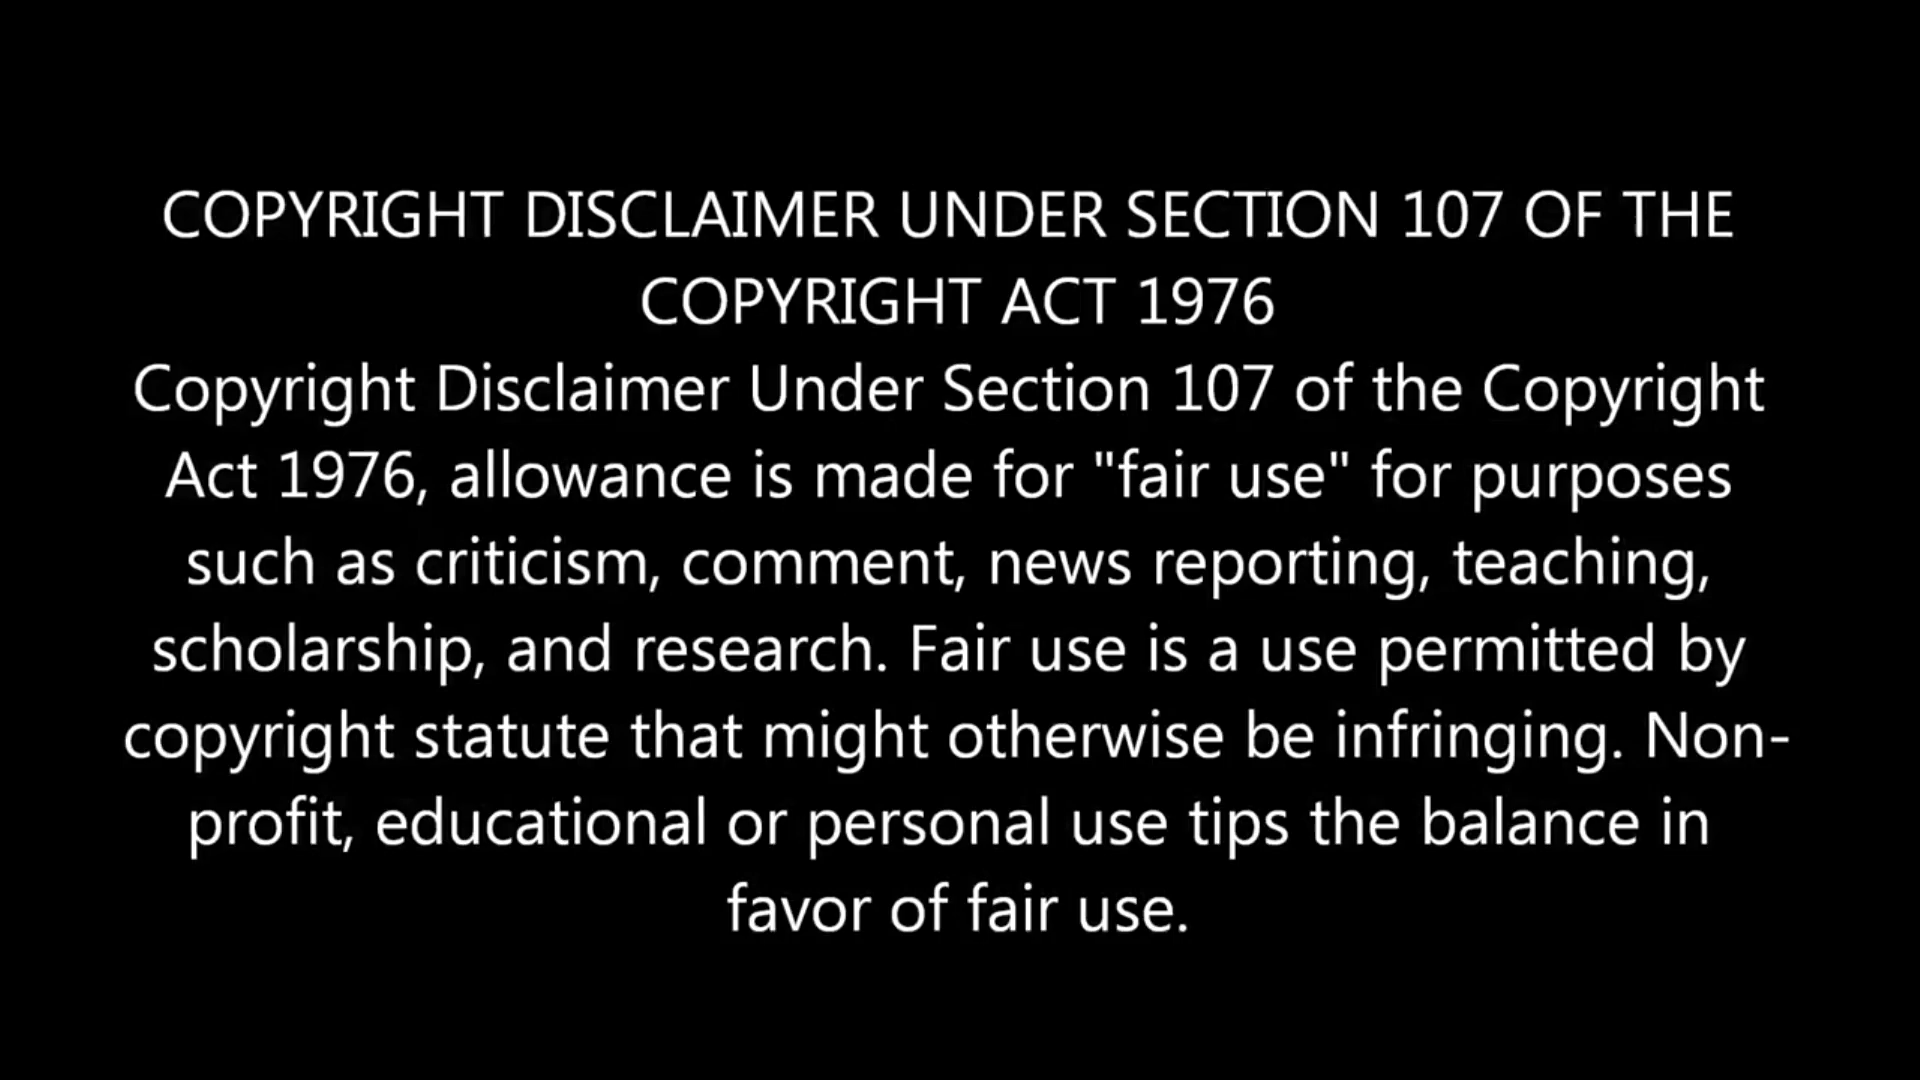 COPYRIGHT DISCLAIMER UNDER SECTION 107 OF THE
COPYRIGHT ACT 1976
Copyright Disclaimer Under Section 107 of the Copyright
Act 1976, allowance is made for "fair use" for purposes
such as criticism, comment, news reporting, teaching,
scholarship, and research. Fair use is a use permitted by
copyright statute that might otherwise be infringing. Non-
profit, educational or personal use tips the balance in
favor of fair use.